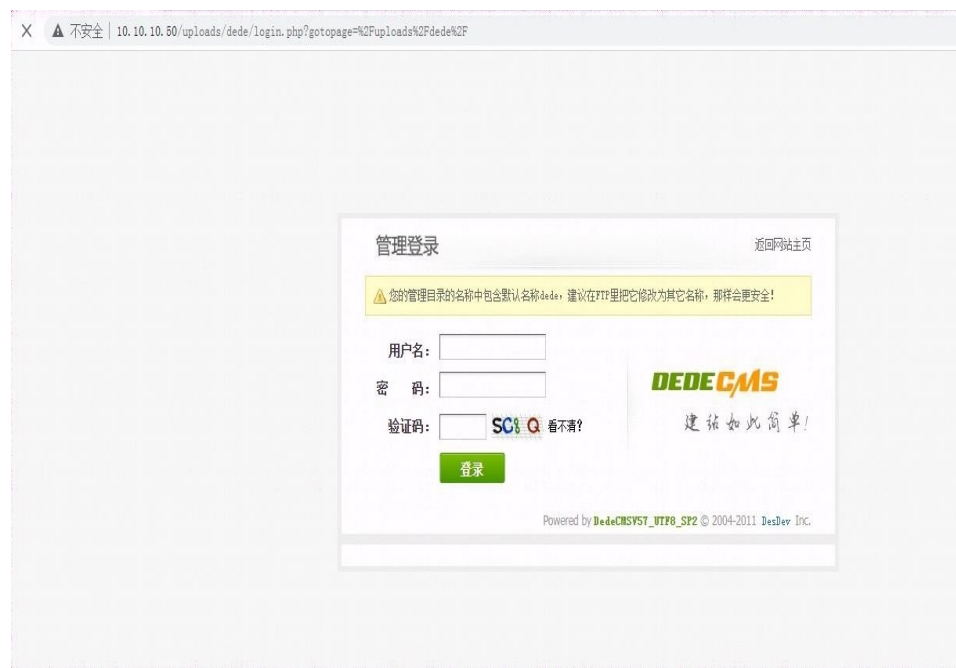 不安全 | 10.10.10.50/uploads/dede/login.php?gotopage=%2Fuploads%2Fdede%2F
管理登录 返回网站主页
您的管理目录的名称中包含默认名称dede，建议在FTP里把它修改为其它名称，那样会更安全！
用户名：
密 码：
DEDECMS
建站如此简单！
验证码： SC8Q 看不清？
登录
Powered by DedeCMSV57_UTF8_SP2 © 2004-2011 DesDev Inc.